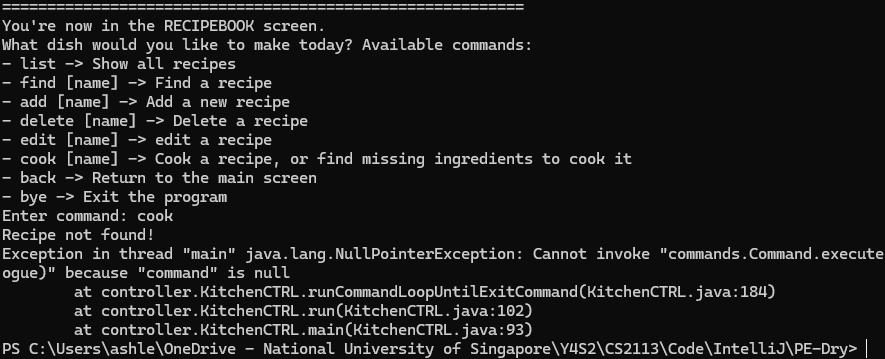 ==========================================================
You're now in the RECIPEBOOK screen.
What dish would you like to make today? Available commands:
- list -> Show all recipes
- find [name] -> Find a recipe
- add [name] -> Add a new recipe
- delete [name] -> Delete a recipe
- edit [name] -> edit a recipe
- cook [name] -> Cook a recipe, or find missing ingredients to cook it
- back -> Return to the main screen
- bye -> Exit the program
Enter command: cook
Recipe not found!
Exception in thread "main" java.lang.NullPointerException: Cannot invoke "commands.Command.execute
ogue)" because "command" is null
        at controller.KitchenCTRL.runCommandLoopUntilExitCommand(KitchenCTRL.java:184)
        at controller.KitchenCTRL.run(KitchenCTRL.java:102)
        at controller.KitchenCTRL.main(KitchenCTRL.java:93)
PS C:\Users\ashle\OneDrive - National University of Singapore\Y4S2\CS2113\Code\IntelliJ\PE-Dry>